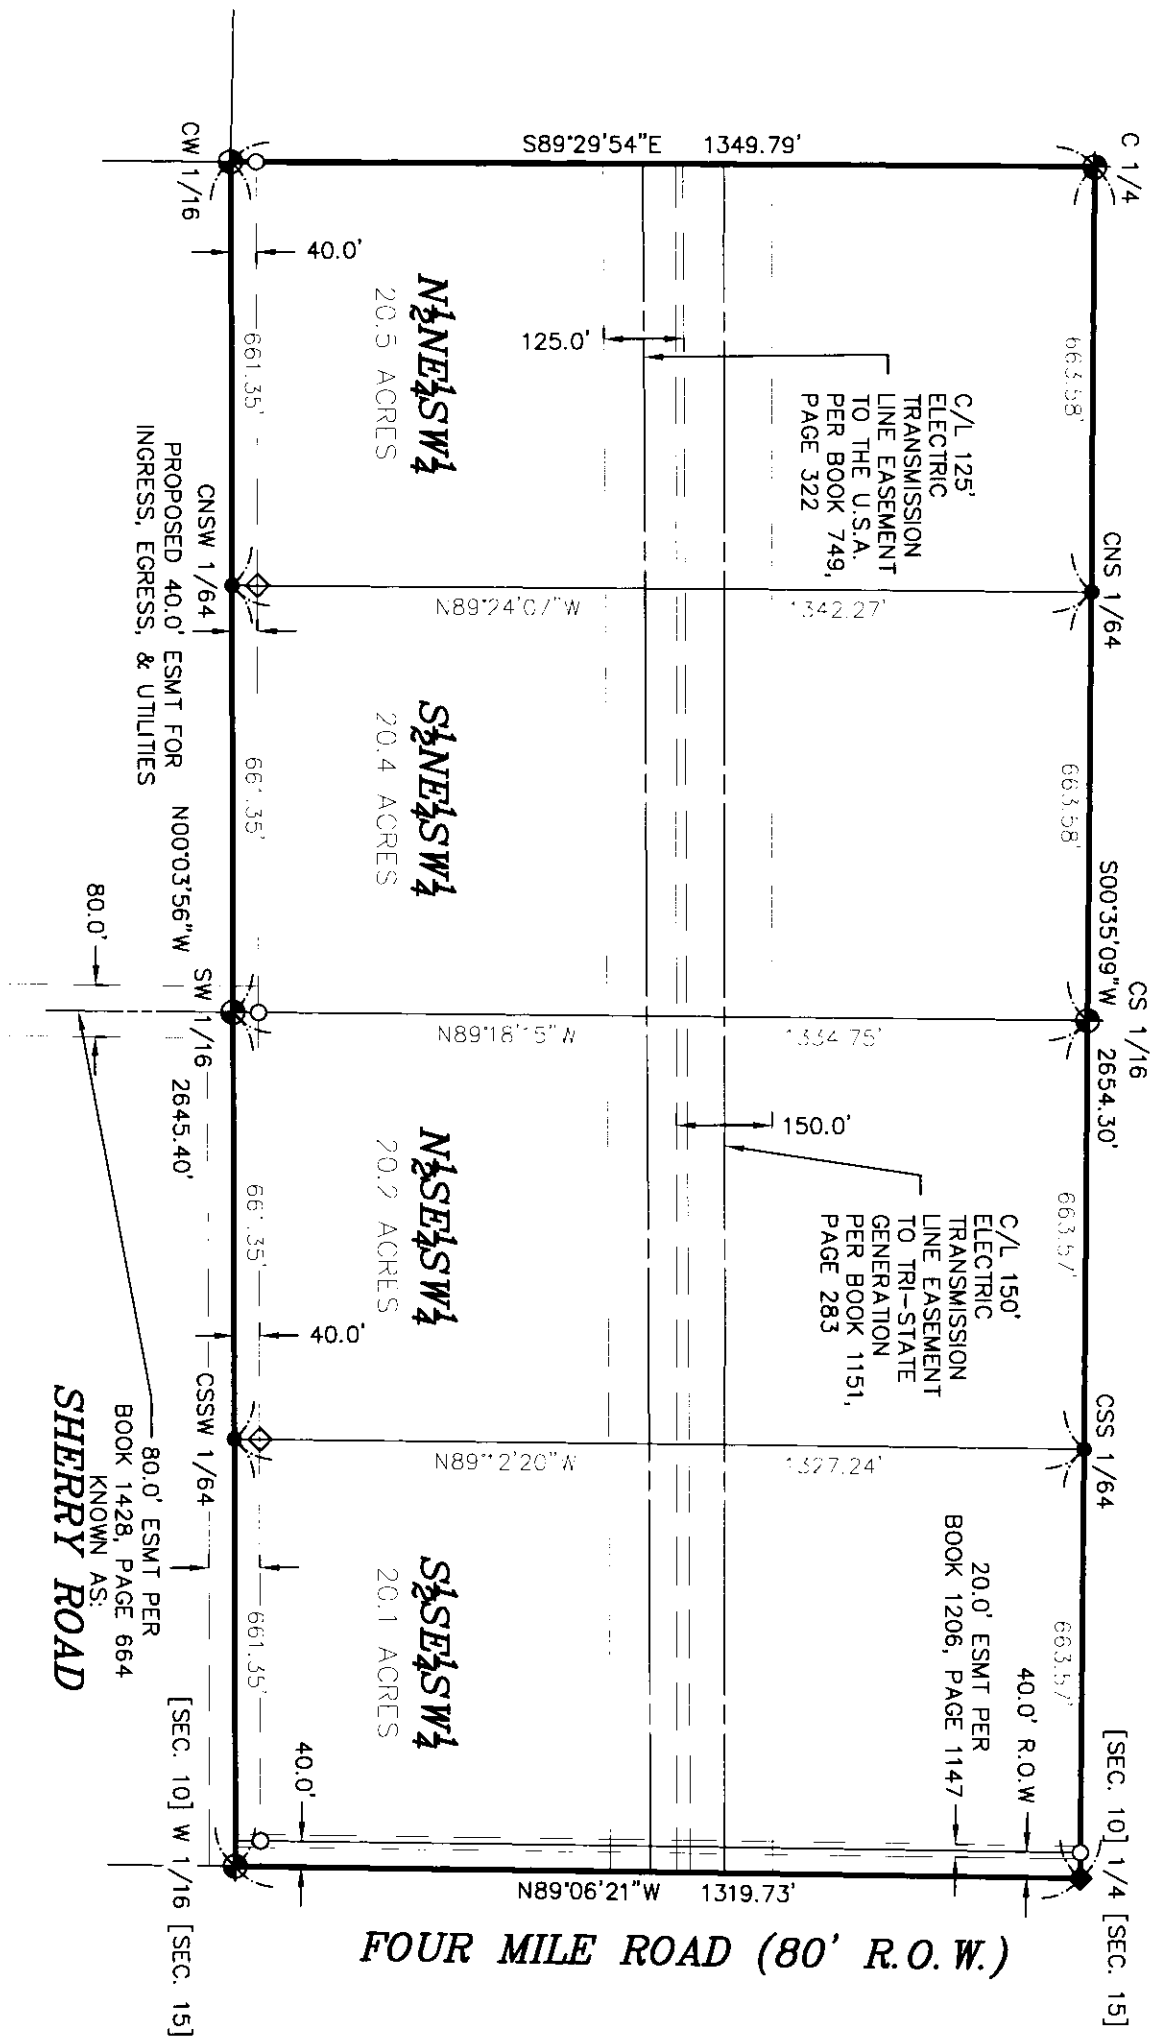 C 1/4
CNS 1/64
S00°35'09"W
2654.30'
CS 1/16
CSS 1/64
[SEC. 10] 1/4 [SEC. 15]
663.58'
663.58'
663.57'
663.57'
S89°29'54"E 1349.79'
C/L 125'
ELECTRIC
TRANSMISSION
LINE EASEMENT
TO THE U.S.A.
PER BOOK 749,
PAGE 322
125.0'
C/L 150'
ELECTRIC
TRANSMISSION
LINE EASEMENT
TO TRI-STATE
GENERATION
PER BOOK 1151,
PAGE 283
150.0'
40.0' R.O.W
20.0' ESMT PER
BOOK 1206, PAGE 1147
N89°24'07"W 1342.27'
N89°18'15"W 1334.75'
N89°12'20"W 1327.24'
N89°06'21"W 1319.73'
N½NE¼SW¼
20.5 ACRES
S½NE¼SW¼
20.4 ACRES
N½SE¼SW¼
20.2 ACRES
S½SE¼SW¼
20.1 ACRES
40.0'
40.0'
40.0'
661.35'
661.35'
661.35'
661.35'
CW 1/16
CNSW 1/64
PROPOSED 40.0' ESMT FOR
INGRESS, EGRESS, & UTILITIES
N00°03'56"W
2645.40'
SW 1/16
80.0'
CSSW 1/64
80.0' ESMT PER
BOOK 1428, PAGE 664
KNOWN AS:
SHERRY ROAD
[SEC. 10] W 1/16 [SEC. 15]
FOUR MILE ROAD (80' R.O.W.)